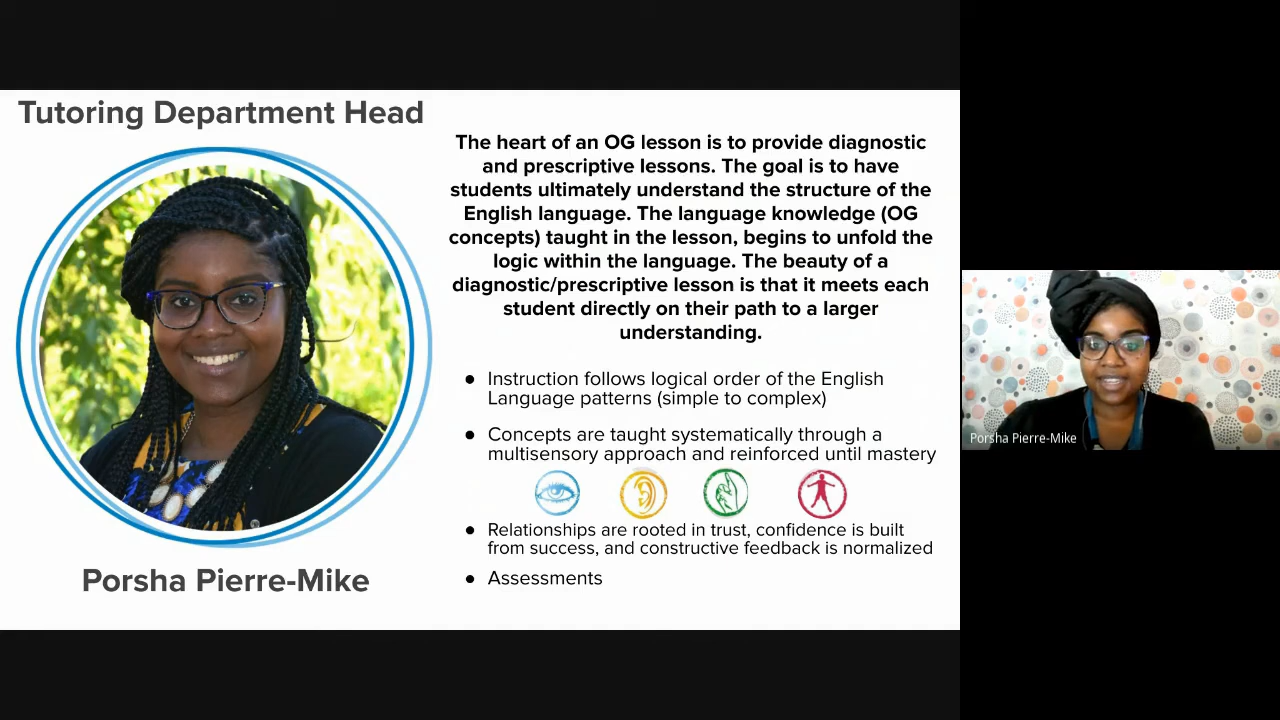 Tutoring Department Head
The heart of an OG lesson is to provide diagnostic
and prescriptive lessons. The goal is to have
students ultimately understand the structure of the
English language. The language knowledge (OG
concepts) taught in the lesson, begins to unfold the
logic within the language. The beauty of a
diagnostic/prescriptive lesson is that it meets each
student directly on their path to a larger
understanding.
● Instruction follows logical order of the English
Language patterns (simple to complex)
● Concepts are taught systematically through a
multisensory approach and reinforced until mastery
● Relationships are rooted in trust, confidence is built
from success, and constructive feedback is normalized
● Assessments
Porsha Pierre-Mike
Porsha Pierre-Mike